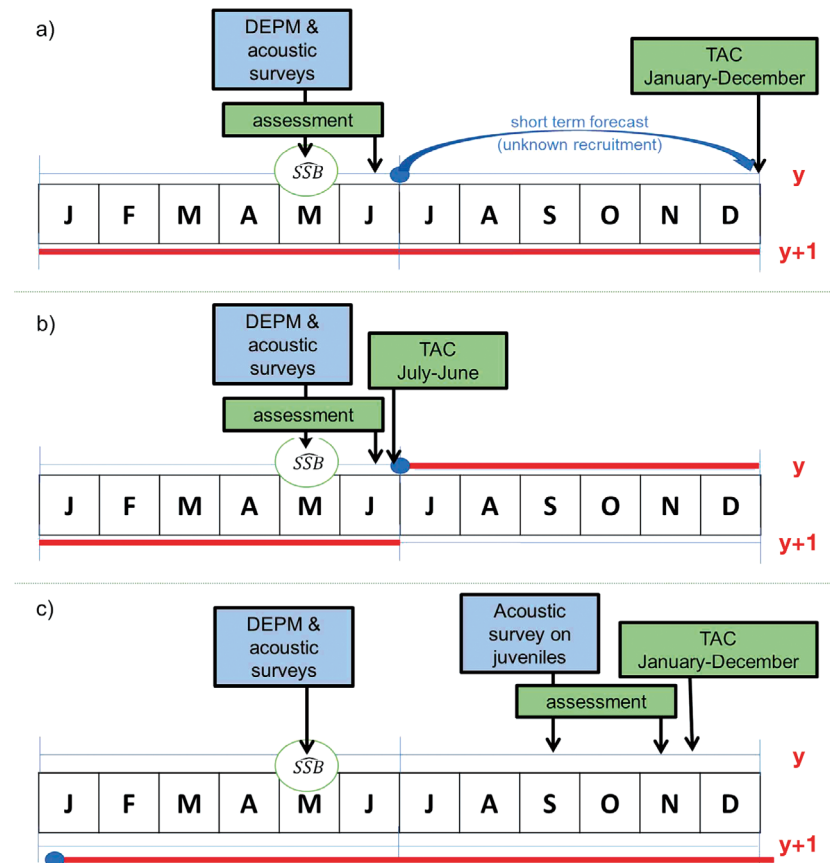 a)
DEPM &
acoustic
surveys
TAC
January-December
assessment
short term forecast
(unknown recruitment)
SSB
y
J F M A M J J A S O N D
y+1
b)
DEPM &
acoustic
surveys
TAC
July-June
assessment
SSB
y
J F M A M J J A S O N D
y+1
c)
DEPM &
acoustic
surveys
Acoustic
survey on
juveniles
TAC
January-December
assessment
SSB
y
J F M A M J J A S O N D
y+1